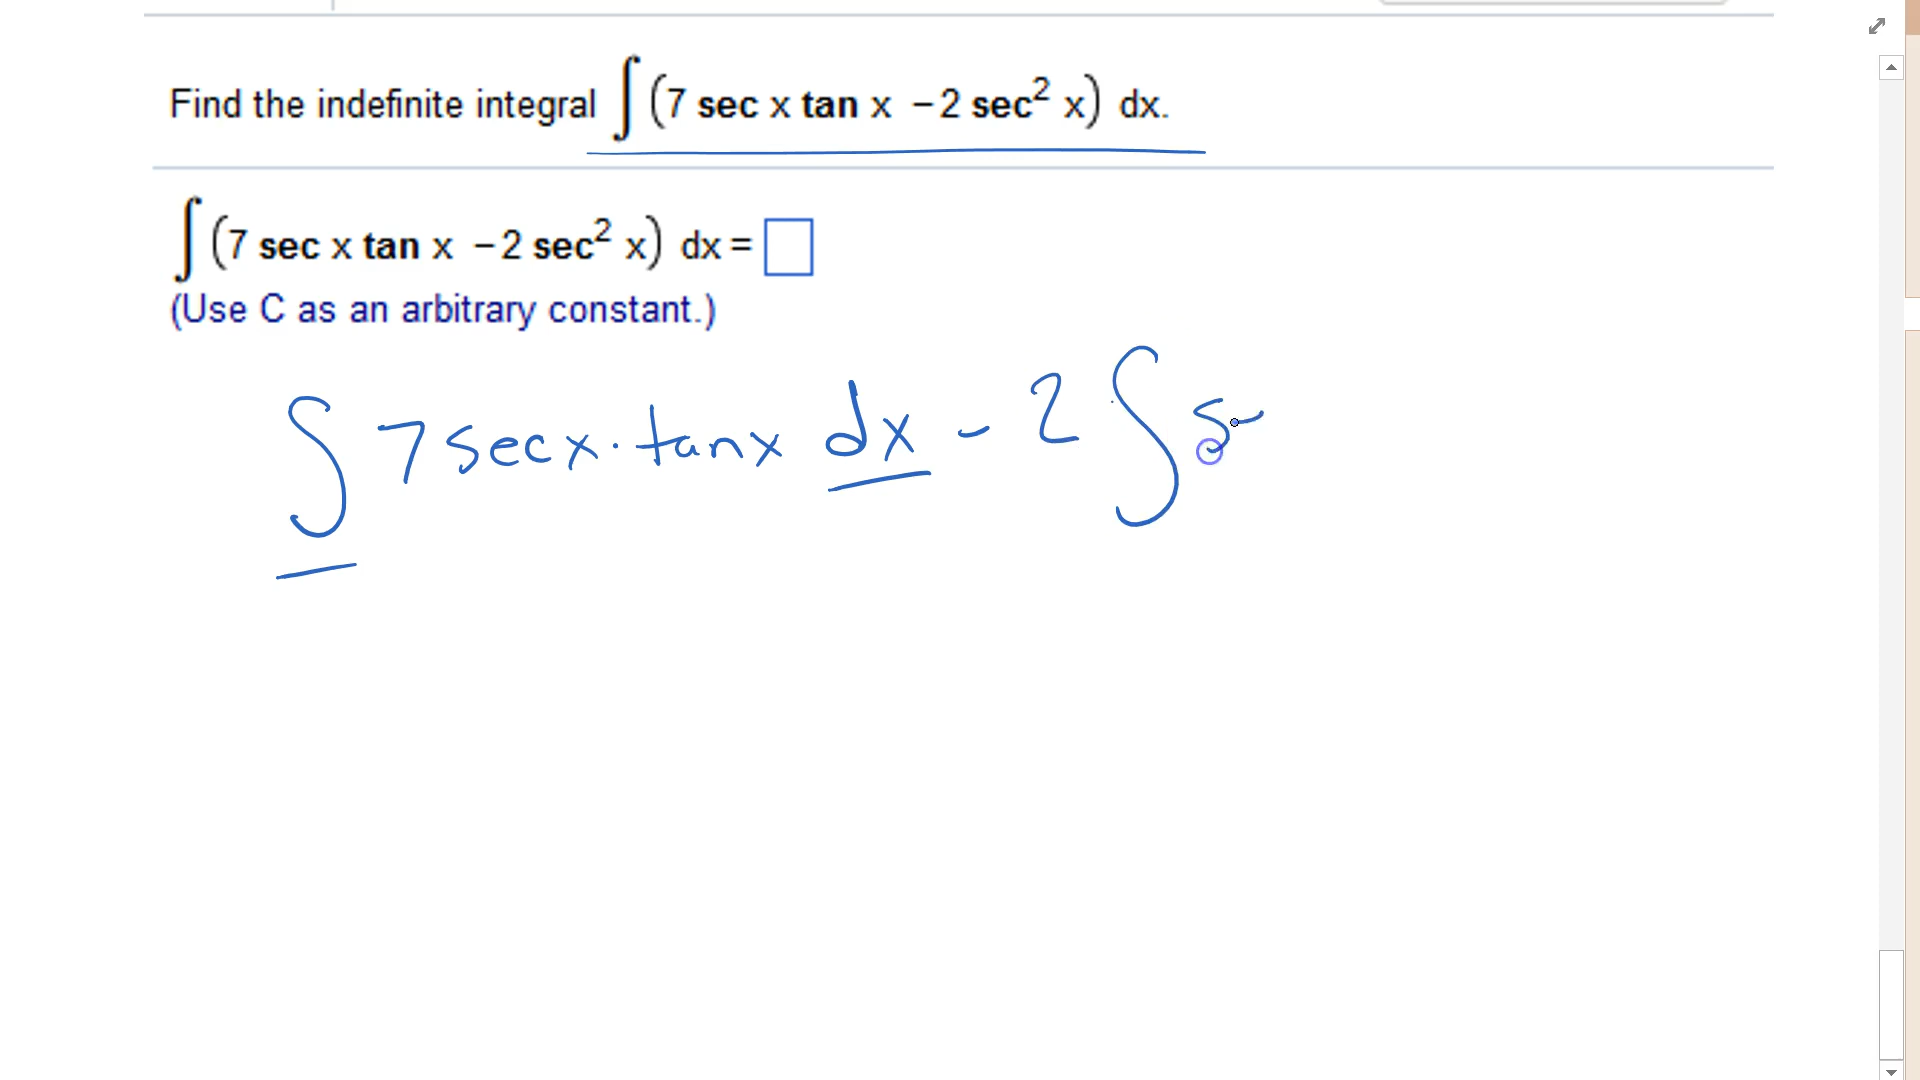 Find the indefinite integral ∫ (7 sec x tan x − 2 sec² x) dx.
∫ (7 sec x tan x − 2 sec² x) dx =
(Use C as an arbitrary constant.)
∫ 7 sec x · tan x dx - 2 ∫ s